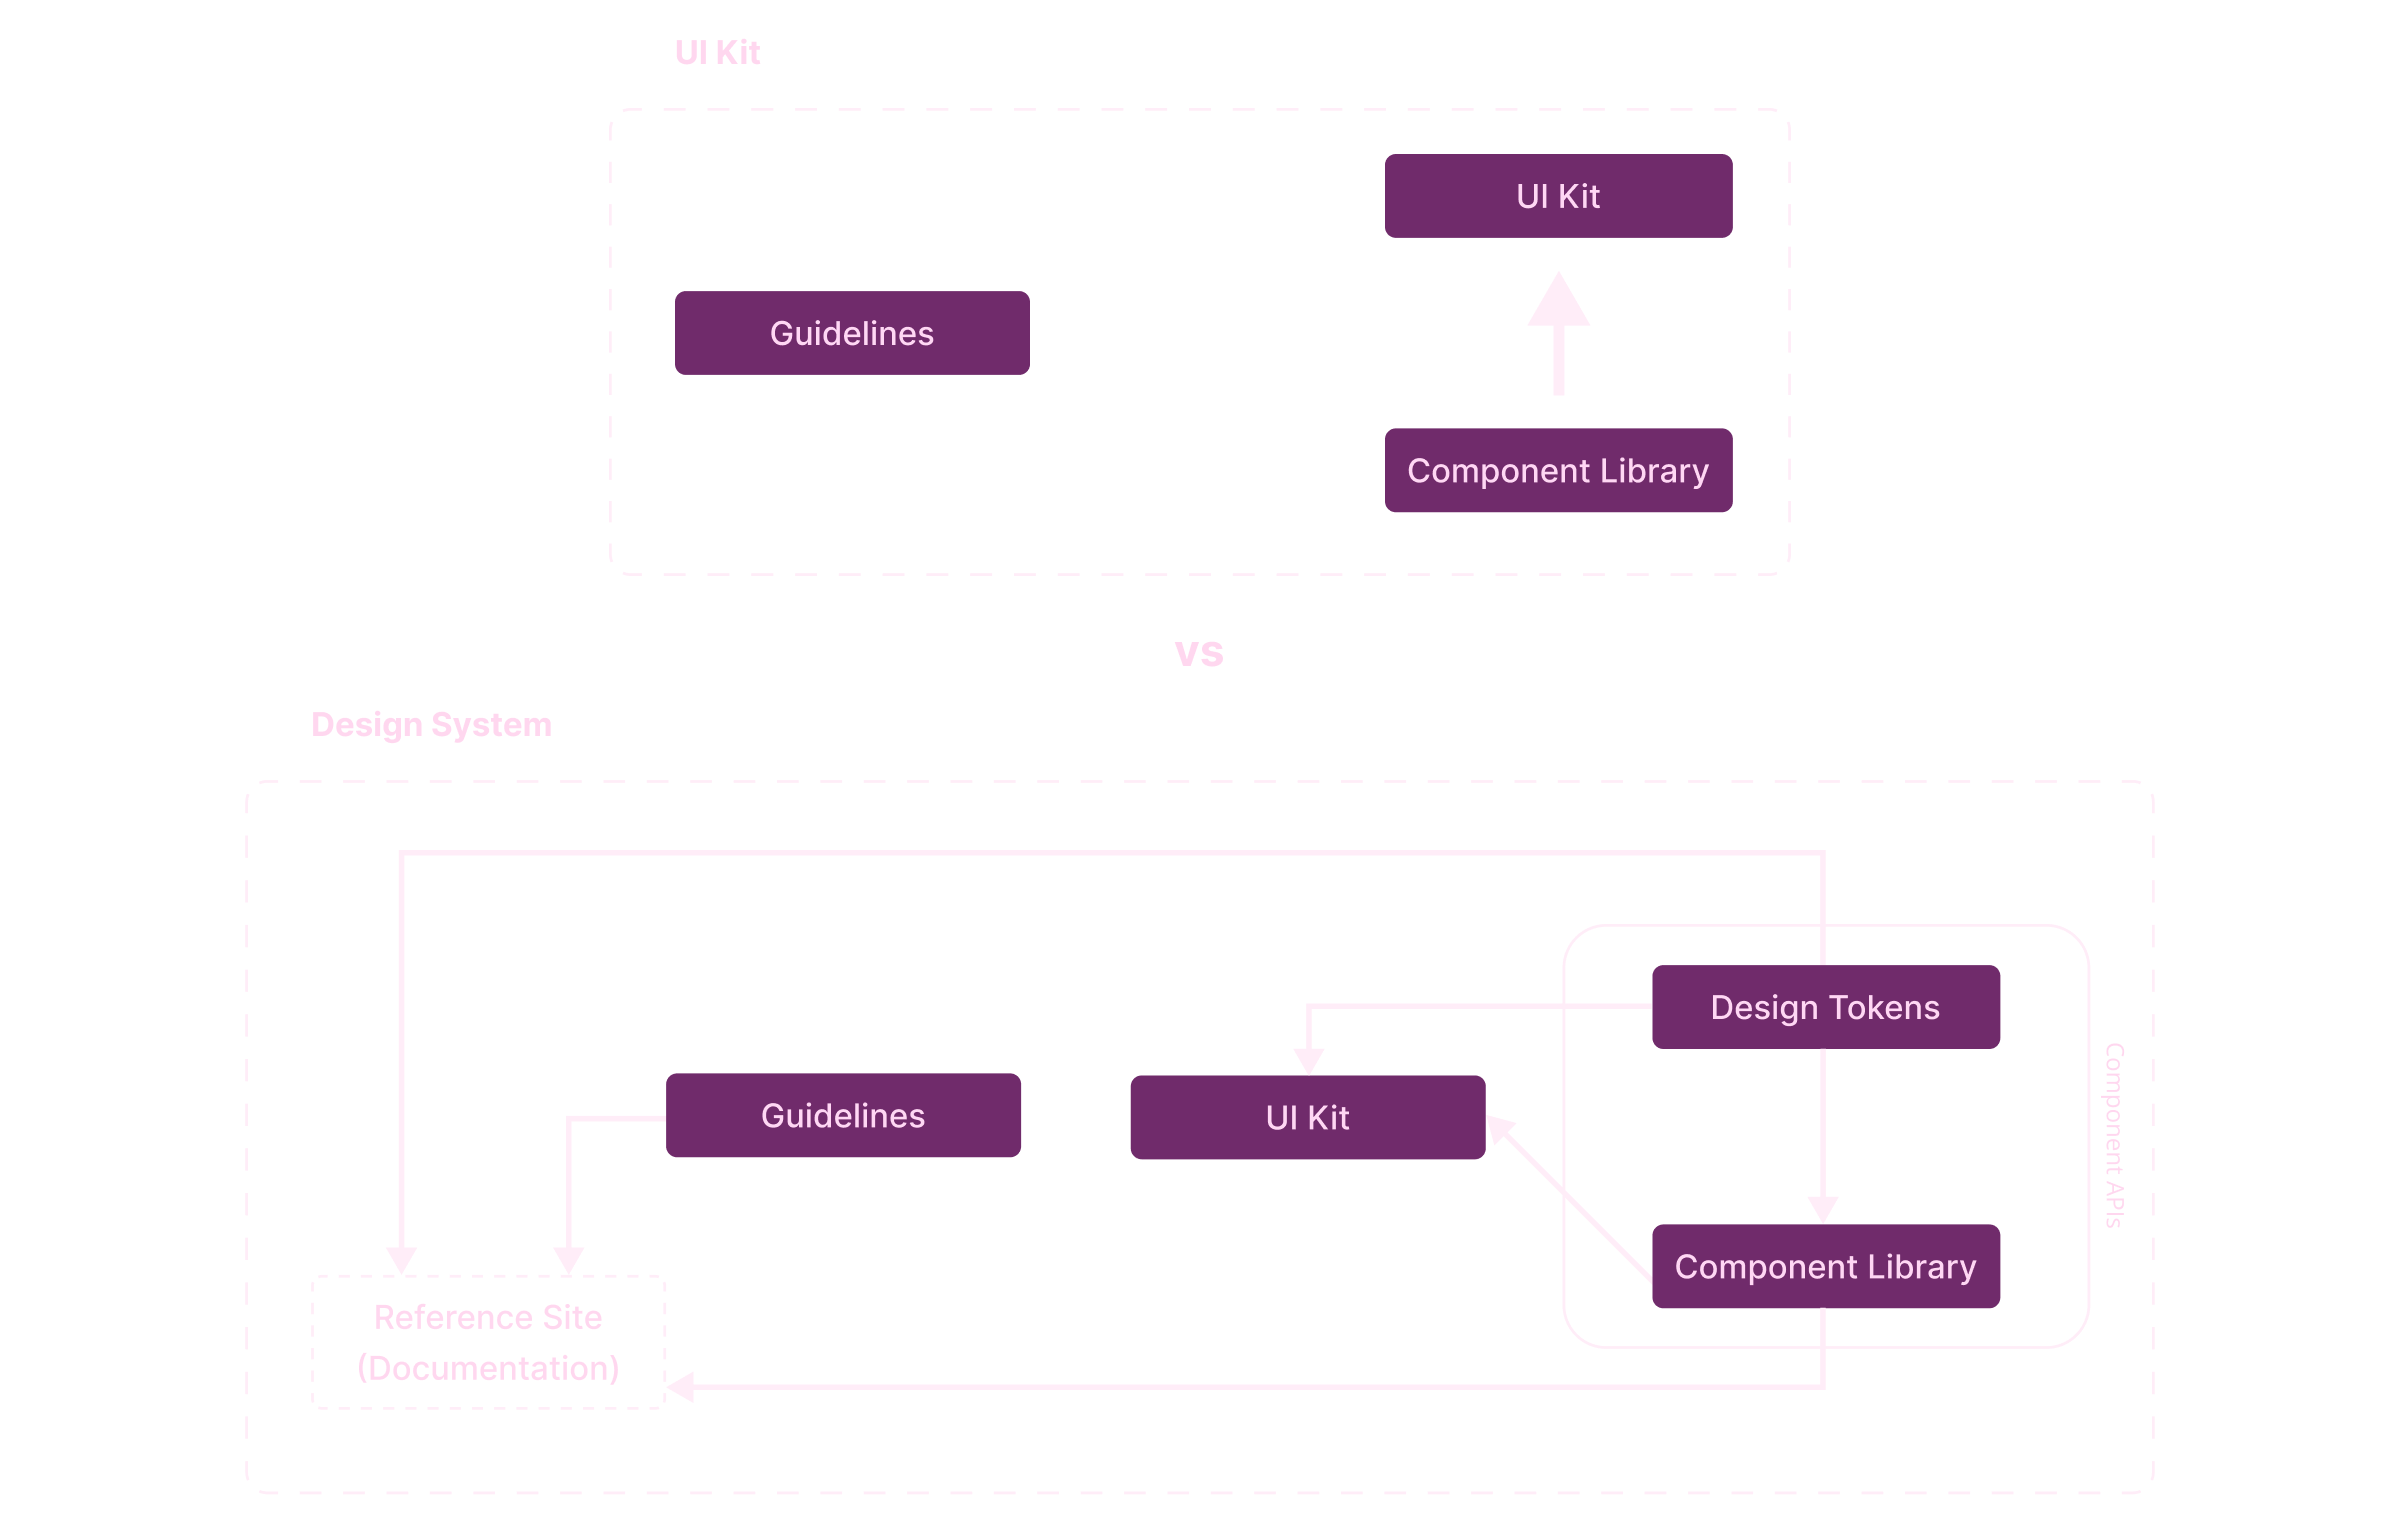 UI Kit
UI Kit
Guidelines
Component Library
vs
Design System
Design Tokens
Component APIs
Guidelines
UI Kit
Component Library
Reference Site
(Documentation)